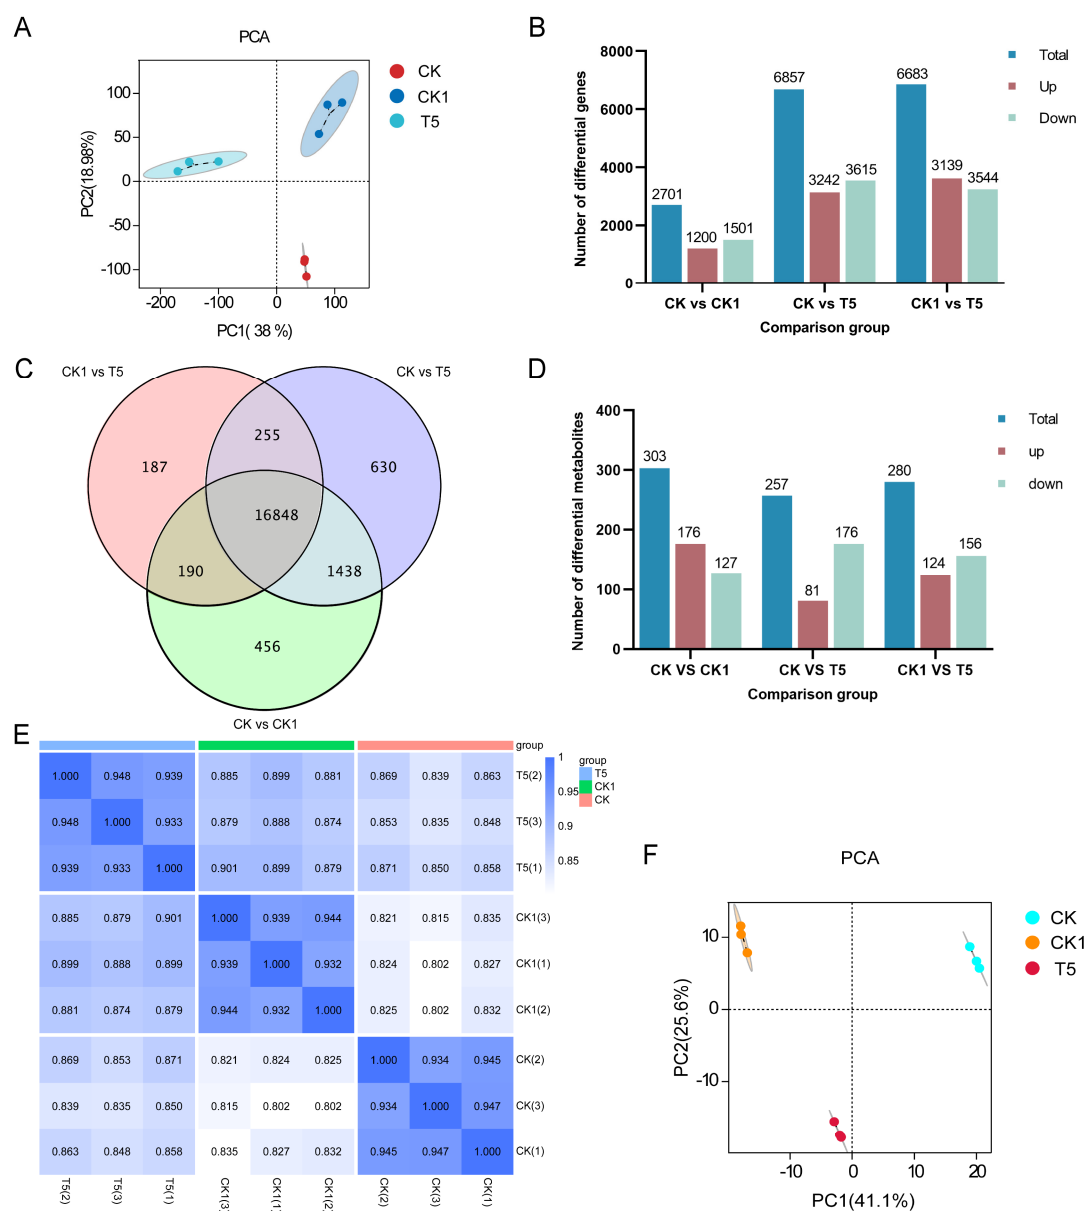 A
PCA
CK
CK1
T5
PC2(18.98%)
100
50
0
-50
-100
-200
-100
0
100
PC1( 38 %)
B
Number of differential genes
8000
6000
4000
2000
0
2701
1200
1501
6857
3242
3615
6683
3139
3544
CK vs CK1
CK vs T5
CK1 vs T5
Comparison group
Total
Up
Down
C
CK1 vs T5
CK vs T5
255
187
630
16848
190
1438
456
CK vs CK1
D
Number of differential metabolites
400
300
200
100
0
303
176
127
257
81
176
280
124
156
CK VS CK1
CK VS T5
CK1 VS T5
Comparison group
Total
up
down
E
group
1.000 0.948 0.939 0.885 0.899 0.881 0.869 0.839 0.863 T5(2)
0.948 1.000 0.933 0.879 0.888 0.874 0.853 0.835 0.848 T5(3)
0.939 0.933 1.000 0.901 0.899 0.879 0.871 0.850 0.858 T5(1)
0.885 0.879 0.901 1.000 0.939 0.944 0.821 0.815 0.835 CK1(3)
0.899 0.888 0.899 0.939 1.000 0.932 0.824 0.802 0.827 CK1(1)
0.881 0.874 0.879 0.944 0.932 1.000 0.825 0.802 0.832 CK1(2)
0.869 0.853 0.871 0.821 0.824 0.825 1.000 0.934 0.945 CK(2)
0.839 0.835 0.850 0.815 0.802 0.802 0.934 1.000 0.947 CK(3)
0.863 0.848 0.858 0.835 0.827 0.832 0.945 0.947 1.000 CK(1)
T5(2)
T5(3)
T5(1)
CK1(3)
CK1(1)
CK1(2)
CK(2)
CK(3)
CK(1)
1
0.95
0.9
0.85
group
T5
CK1
CK
F
PCA
PC2(25.6%)
10
0
-10
-10
0
10
20
PC1(41.1%)
CK
CK1
T5